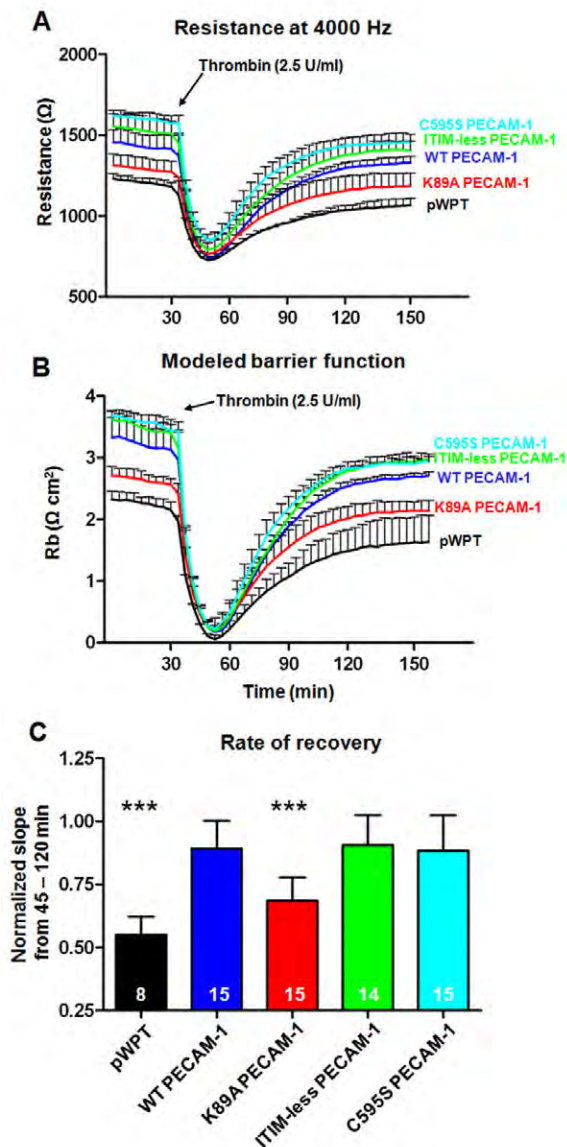 A
Resistance at 4000 Hz
Thrombin (2.5 U/ml)
Resistance (Ω)
2000
1500
1000
500
30
60
90
120
150
C595S PECAM-1
ITIM-less PECAM-1
WT PECAM-1
K89A PECAM-1
pWPT
B
Modeled barrier function
Thrombin (2.5 U/ml)
Rb (Ω cm²)
4
3
2
1
0
30
60
90
120
150
Time (min)
C595S PECAM-1
ITIM-less PECAM-1
WT PECAM-1
K89A PECAM-1
pWPT
C
Rate of recovery
Normalized slope
from 45 – 120 min
1.25
1.00
0.75
0.50
0.25
***
***
8
15
15
14
15
pWPT
WT PECAM-1
K89A PECAM-1
ITIM-less PECAM-1
C595S PECAM-1